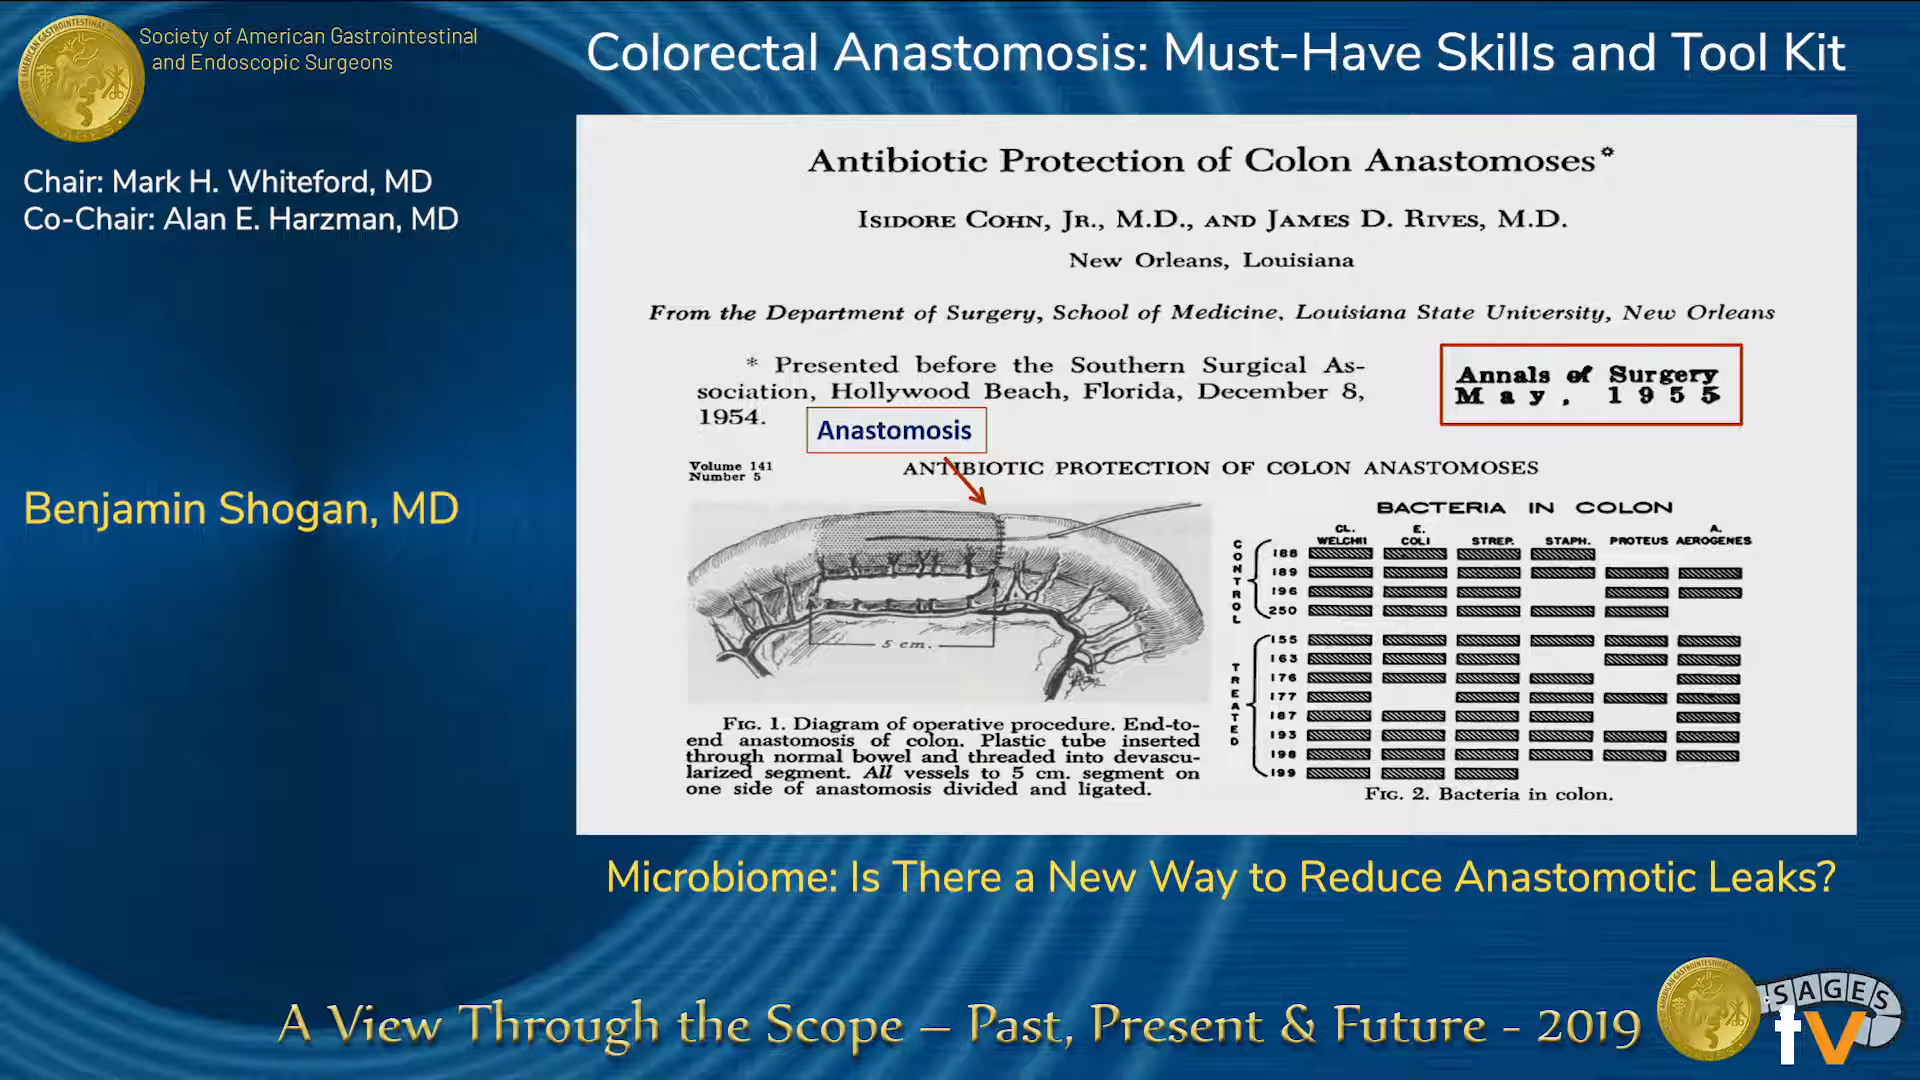 Society of American Gastrointestinal
and Endoscopic Surgeons
Colorectal Anastomosis: Must-Have Skills and Tool Kit
Chair: Mark H. Whiteford, MD
Co-Chair: Alan E. Harzman, MD
Benjamin Shogan, MD
Antibiotic Protection of Colon Anastomoses*
Isidore Cohn, Jr., M.D., and James D. Rives, M.D.
New Orleans, Louisiana
From the Department of Surgery, School of Medicine, Louisiana State University, New Orleans
* Presented before the Southern Surgical As-
sociation, Hollywood Beach, Florida, December 8,
1954.
Annals of Surgery
May, 1955
Anastomosis
Volume 141
Number 5
ANTIBIOTIC PROTECTION OF COLON ANASTOMOSES
5 cm.
Fig. 1. Diagram of operative procedure. End-to-
end anastomosis of colon. Plastic tube inserted
through normal bowel and threaded into devascu-
larized segment. All vessels to 5 cm. segment on
one side of anastomosis divided and ligated.
BACTERIA IN COLON
CL. WELCHII E. COLI STREP. STAPH. PROTEUS A. AEROGENES
CONTROL
188
189
196
250
TREATED
155
163
176
177
187
193
198
199
Fig. 2. Bacteria in colon.
Microbiome: Is There a New Way to Reduce Anastomotic Leaks?
A View Through the Scope – Past, Present & Future - 2019
SAGES
tv